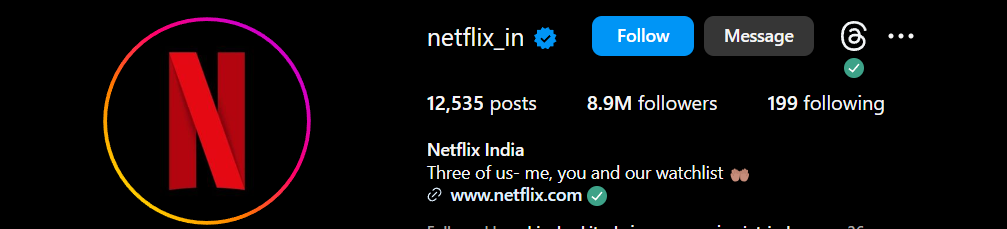 netflix_in Follow Message
12,535 posts 8.9M followers 199 following
Netflix India
Three of us- me, you and our watchlist 🤲🏽
www.netflix.com